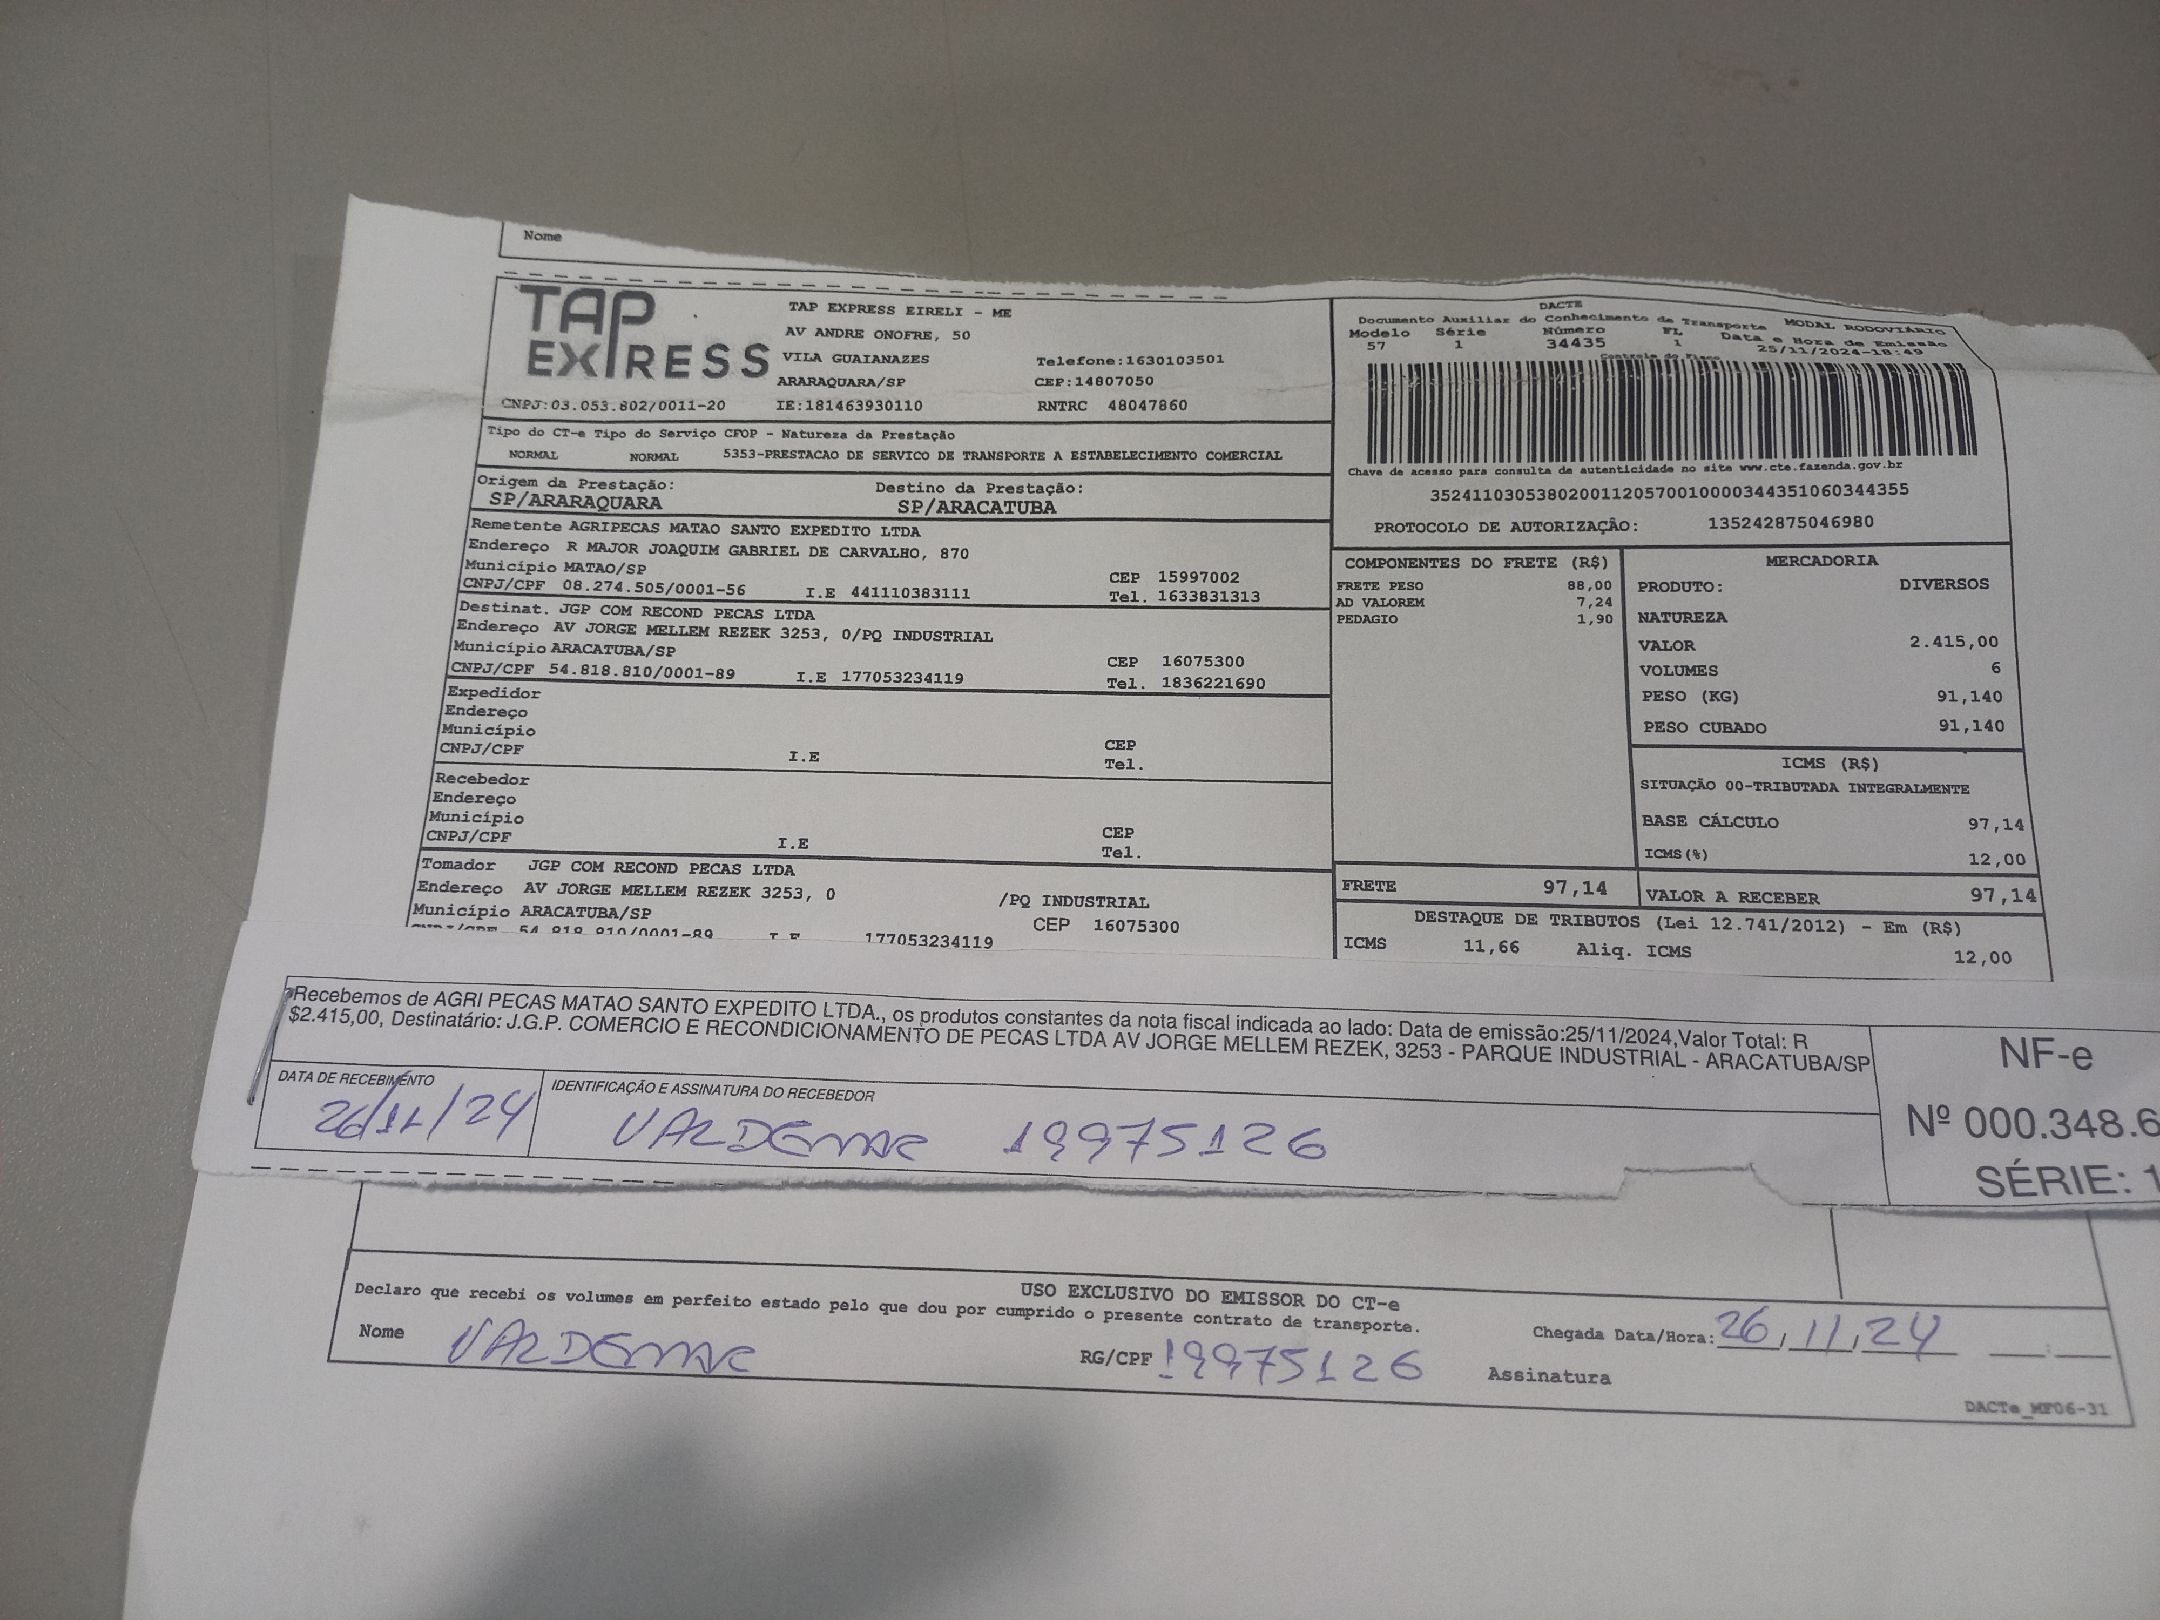 Nome
TAP EXPRESS
TAP EXPRESS EIRELI - ME
AV ANDRE ONOFRE, 50
VILA GUAIANAZES Telefone:1630103501
ARARAQUARA/SP CEP:14807050
CNPJ:03.053.802/0011-20 IE:181463930110 RNTRC 48047860
DACTE
Documento Auxiliar do Conhecimento de Transporte MODAL RODOVIÁRIO
Modelo Série Número FL Data e Hora de Emissão
57 1 34435 1 25/11/2024-18:49
Controle do Fisco
Chave de acesso para consulta de autenticidade no site www.cte.fazenda.gov.br
35241103053802001120570010000344351060344355
PROTOCOLO DE AUTORIZAÇÃO: 135242875046980
Tipo do CT-e Tipo do Serviço CFOP - Natureza da Prestação
NORMAL NORMAL 5353-PRESTACAO DE SERVICO DE TRANSPORTE A ESTABELECIMENTO COMERCIAL
Origem da Prestação: Destino da Prestação:
SP/ARARAQUARA SP/ARACATUBA
Remetente AGRIPECAS MATAO SANTO EXPEDITO LTDA
Endereço R MAJOR JOAQUIM GABRIEL DE CARVALHO, 870
Município MATAO/SP CEP 15997002
CNPJ/CPF 08.274.505/0001-56 I.E 441110383111 Tel. 1633831313
Destinat. JGP COM RECOND PECAS LTDA
Endereço AV JORGE MELLEM REZEK 3253, 0/PQ INDUSTRIAL
Município ARACATUBA/SP CEP 16075300
CNPJ/CPF 54.818.810/0001-89 I.E 177053234119 Tel. 1836221690
Expedidor
Endereço
Município CEP
CNPJ/CPF I.E Tel.
Recebedor
Endereço
Município CEP
CNPJ/CPF I.E Tel.
Tomador JGP COM RECOND PECAS LTDA
Endereço AV JORGE MELLEM REZEK 3253, 0 /PQ INDUSTRIAL
Município ARACATUBA/SP CEP 16075300
CNPJ/CPF 54.818.810/0001-89 I.E 177053234119
COMPONENTES DO FRETE (R$)
FRETE PESO 88,00
AD VALOREM 7,24
PEDAGIO 1,90
MERCADORIA
PRODUTO: DIVERSOS
NATUREZA
VALOR 2.415,00
VOLUMES 6
PESO (KG) 91,140
PESO CUBADO 91,140
ICMS (R$)
SITUAÇÃO 00-TRIBUTADA INTEGRALMENTE
BASE CÁLCULO 97,14
ICMS(%) 12,00
FRETE 97,14 VALOR A RECEBER 97,14
DESTAQUE DE TRIBUTOS (Lei 12.741/2012) - Em (R$)
ICMS 11,66 Aliq. ICMS 12,00
Recebemos de AGRI PECAS MATAO SANTO EXPEDITO LTDA., os produtos constantes da nota fiscal indicada ao lado: Data de emissão:25/11/2024,Valor Total: R
$2.415,00, Destinatário: J.G.P. COMERCIO E RECONDICIONAMENTO DE PECAS LTDA AV JORGE MELLEM REZEK, 3253 - PARQUE INDUSTRIAL - ARACATUBA/SP
DATA DE RECEBIMENTO IDENTIFICAÇÃO E ASSINATURA DO RECEBEDOR
26/11/24 VALDEMAR 19975126
NF-e
Nº 000.348.6
SÉRIE: 1
USO EXCLUSIVO DO EMISSOR DO CT-e
Declaro que recebi os volumes em perfeito estado pelo que dou por cumprido o presente contrato de transporte.
Nome VALDEMAR RG/CPF 19975126 Chegada Data/Hora: 26/11/24
Assinatura
DACTe_MF06-31